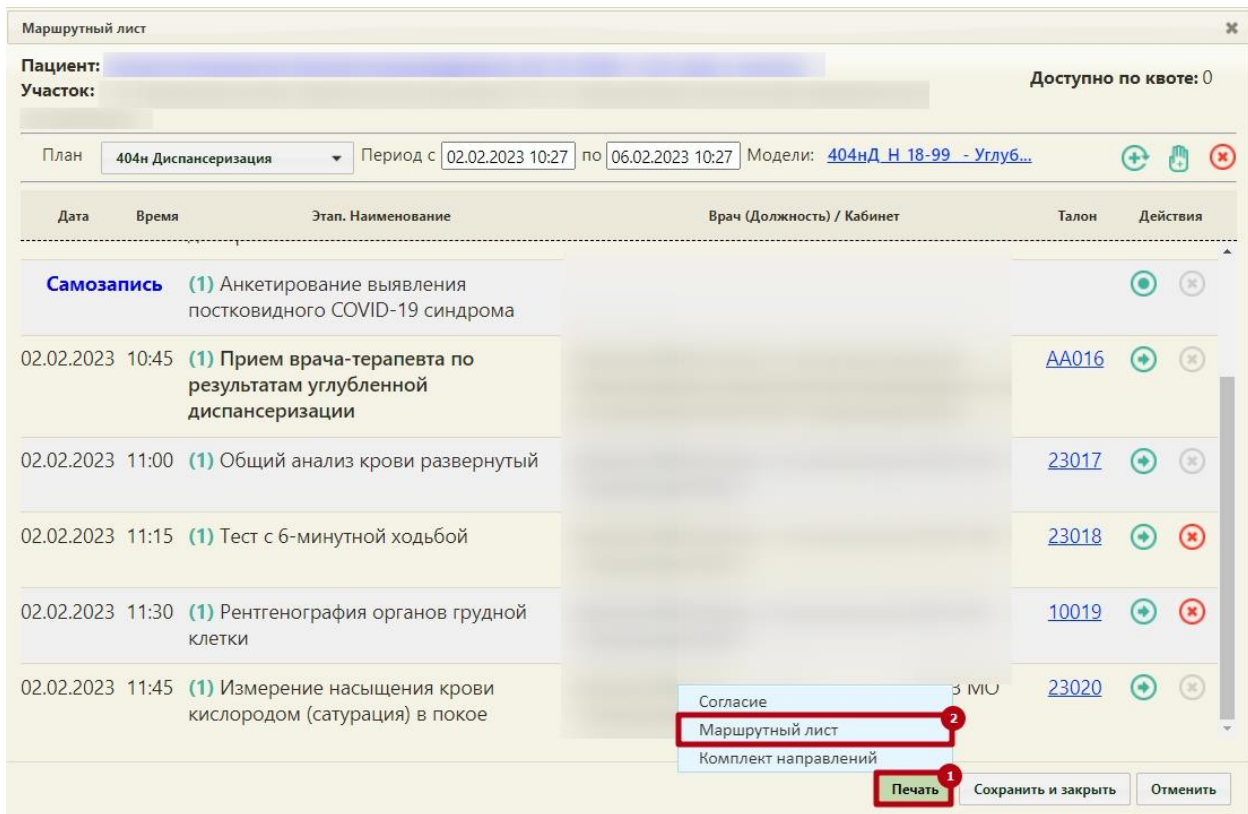 Маршрутный лист
Пациент:
Участок:
Доступно по квоте: 0
План 404н Диспансеризация Период с 02.02.2023 10:27 по 06.02.2023 10:27 Модели: 404нД_Н_18-99_ - Углуб...
Дата Время Этап. Наименование Врач (Должность) / Кабинет Талон Действия
Самозапись (1) Анкетирование выявления
постковидного COVID-19 синдрома
02.02.2023 10:45 (1) Прием врача-терапевта по AA016
результатам углубленной
диспансеризации
02.02.2023 11:00 (1) Общий анализ крови развернутый 23017
02.02.2023 11:15 (1) Тест с 6-минутной ходьбой 23018
02.02.2023 11:30 (1) Рентгенография органов грудной 10019
клетки
02.02.2023 11:45 (1) Измерение насыщения крови МО 23020
кислородом (сатурация) в покое
Согласие
Маршрутный лист 2
Комплект направлений
Печать 1 Сохранить и закрыть Отменить